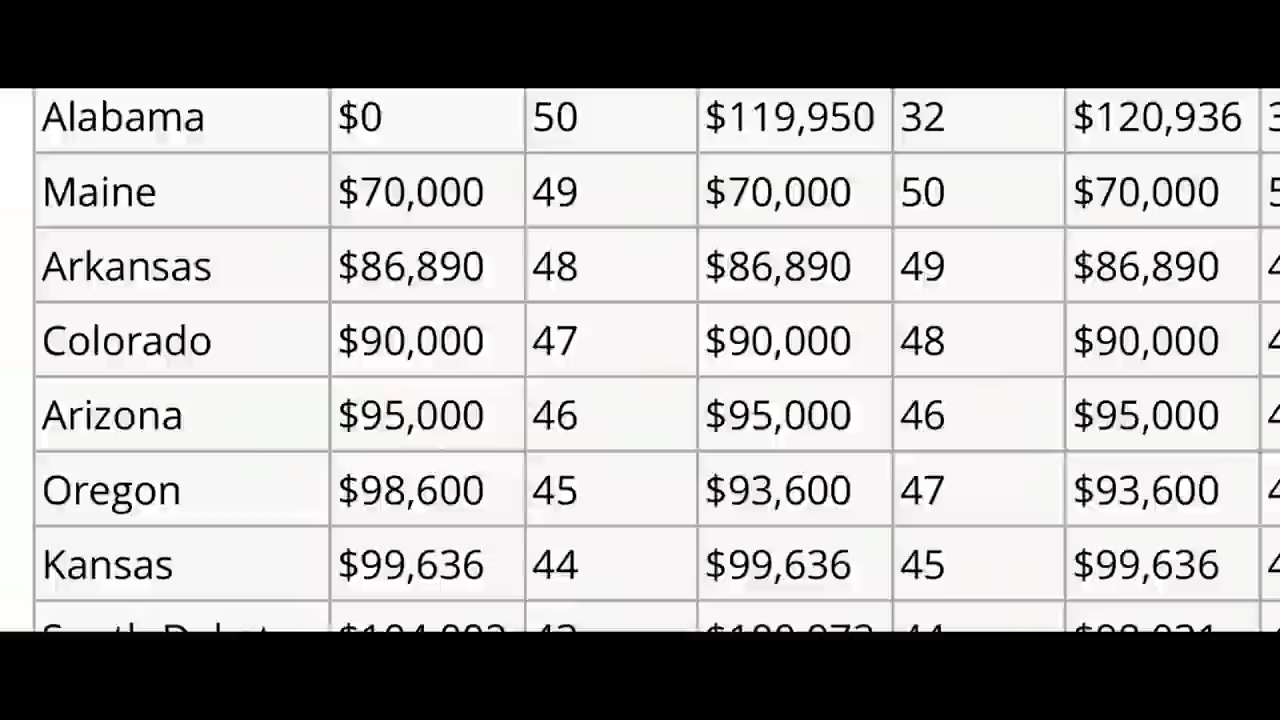 Alabama $0 50 $119,950 32 $120,936
Maine $70,000 49 $70,000 50 $70,000
Arkansas $86,890 48 $86,890 49 $86,890
Colorado $90,000 47 $90,000 48 $90,000
Arizona $95,000 46 $95,000 46 $95,000
Oregon $98,600 45 $93,600 47 $93,600
Kansas $99,636 44 $99,636 45 $99,636